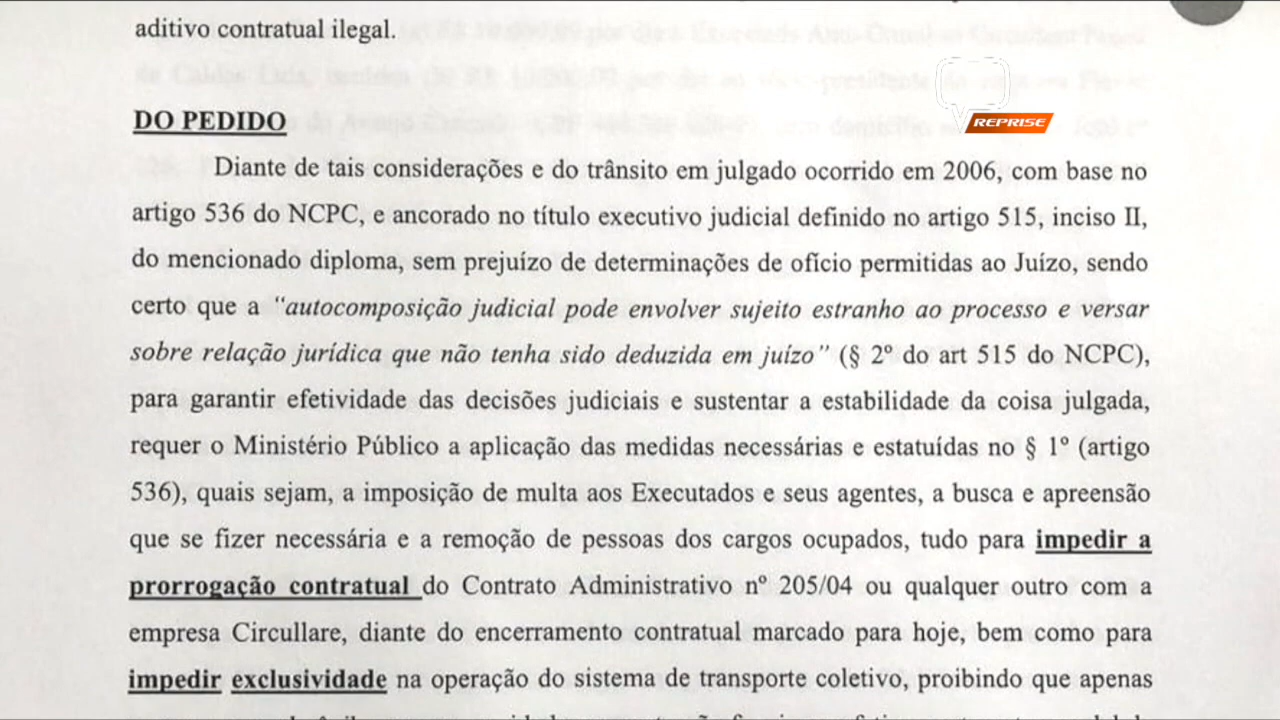 aditivo contratual ilegal.
REPRISE
DO PEDIDO
Diante de tais considerações e do trânsito em julgado ocorrido em 2006, com base no
artigo 536 do NCPC, e ancorado no título executivo judicial definido no artigo 515, inciso II,
do mencionado diploma, sem prejuízo de determinações de ofício permitidas ao Juízo, sendo
certo que a "autocomposição judicial pode envolver sujeito estranho ao processo e versar
sobre relação jurídica que não tenha sido deduzida em juízo" (§ 2º do art 515 do NCPC),
para garantir efetividade das decisões judiciais e sustentar a estabilidade da coisa julgada,
requer o Ministério Público a aplicação das medidas necessárias e estatuídas no § 1º (artigo
536), quais sejam, a imposição de multa aos Executados e seus agentes, a busca e apreensão
que se fizer necessária e a remoção de pessoas dos cargos ocupados, tudo para impedir a
prorrogação contratual do Contrato Administrativo nº 205/04 ou qualquer outro com a
empresa Circullare, diante do encerramento contratual marcado para hoje, bem como para
impedir exclusividade na operação do sistema de transporte coletivo, proibindo que apenas